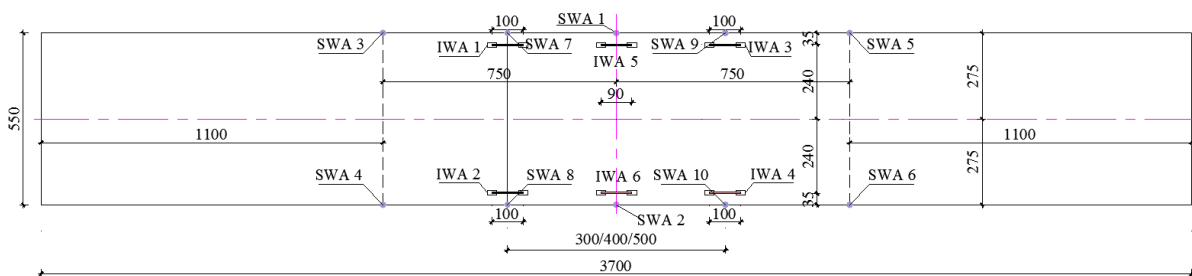 100
SWA 1
100
SWA 3
IWA 1
SWA 7
SWA 9
IWA 3
35
SWA 5
IWA 5
750
750
90
240
275
550
1100
1100
240
275
SWA 4
IWA 2
SWA 8
IWA 6
SWA 10
IWA 4
SWA 6
35
100
SWA 2
100
300/400/500
3700